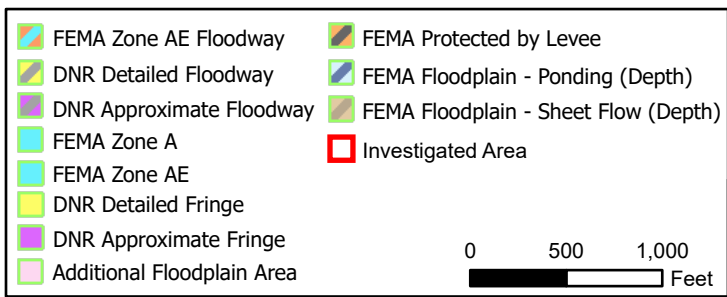 FEMA Zone AE Floodway
DNR Detailed Floodway
DNR Approximate Floodway
FEMA Zone A
FEMA Zone AE
DNR Detailed Fringe
DNR Approximate Fringe
Additional Floodplain Area
FEMA Protected by Levee
FEMA Floodplain - Ponding (Depth)
FEMA Floodplain - Sheet Flow (Depth)
Investigated Area
0 500 1,000
Feet